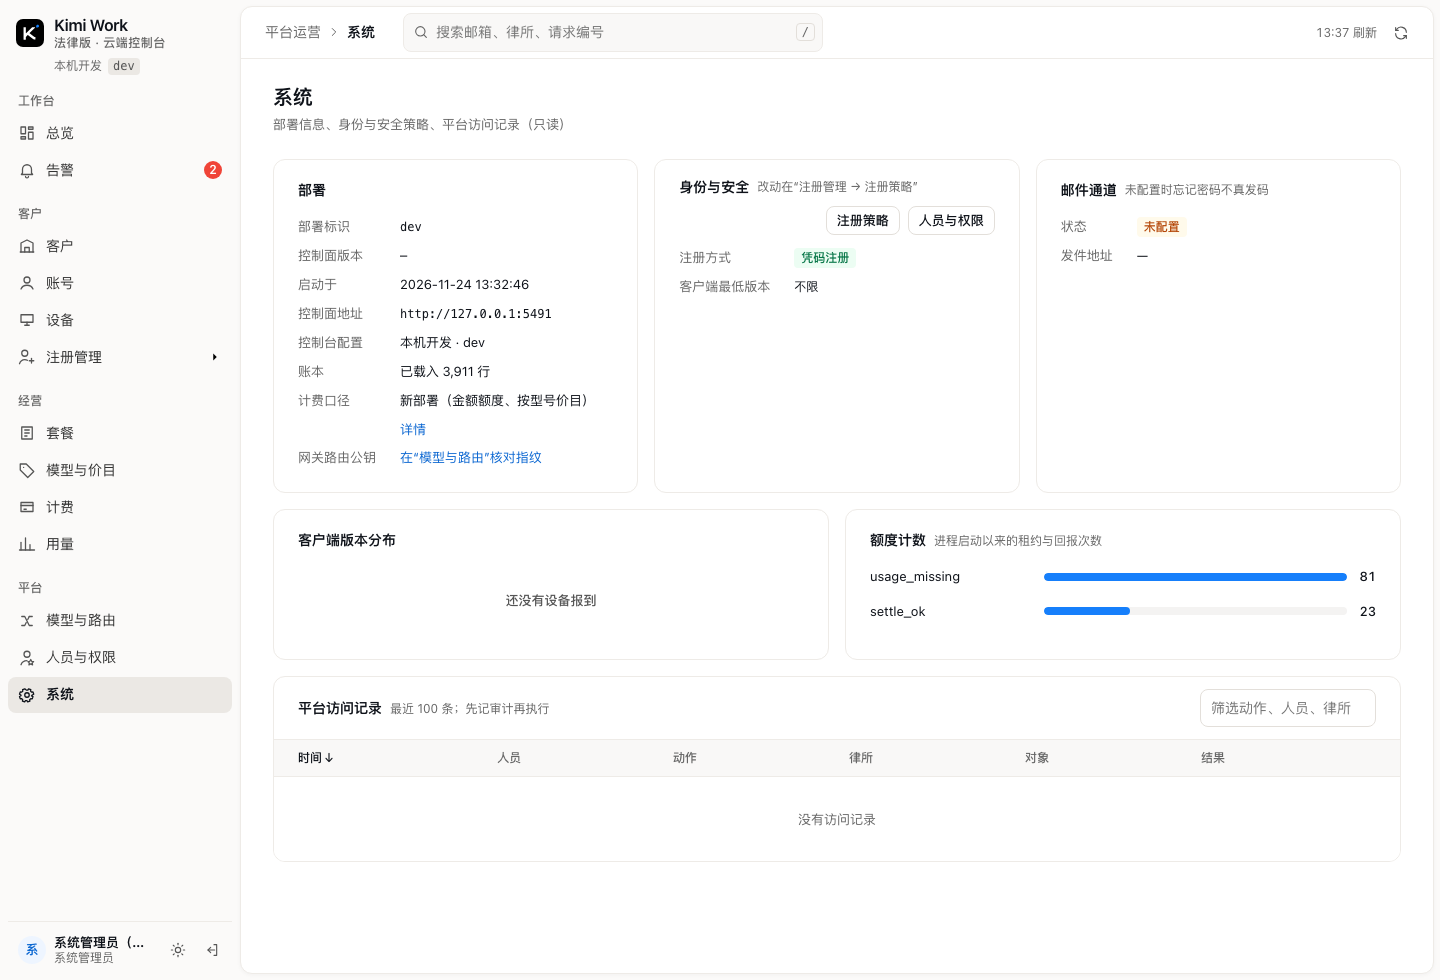 Kimi Work
法律版 · 云端控制台
本机开发 dev
工作台
总览
告警 2
客户
客户
账号
设备
注册管理
经营
套餐
模型与价目
计费
用量
平台
模型与路由
人员与权限
系统
系
系统管理员（...
系统管理员
平台运营 > 系统
搜索邮箱、律所、请求编号 /
13:37 刷新
系统
部署信息、身份与安全策略、平台访问记录（只读）
部署
部署标识 dev
控制面版本 —
启动于 2026-11-24 13:32:46
控制面地址 http://127.0.0.1:5491
控制台配置 本机开发 · dev
账本 已载入 3,911 行
计费口径 新部署（金额额度、按型号价目）
详情
网关路由公钥 在“模型与路由”核对指纹
身份与安全 改动在“注册管理 → 注册策略”
注册策略 人员与权限
注册方式 凭码注册
客户端最低版本 不限
邮件通道 未配置时忘记密码不真发码
状态 未配置
发件地址 —
客户端版本分布
还没有设备报到
额度计数 进程启动以来的租约与回报次数
usage_missing 81
settle_ok 23
平台访问记录 最近 100 条；先记审计再执行
筛选动作、人员、律所
时间↓ 人员 动作 律所 对象 结果
没有访问记录